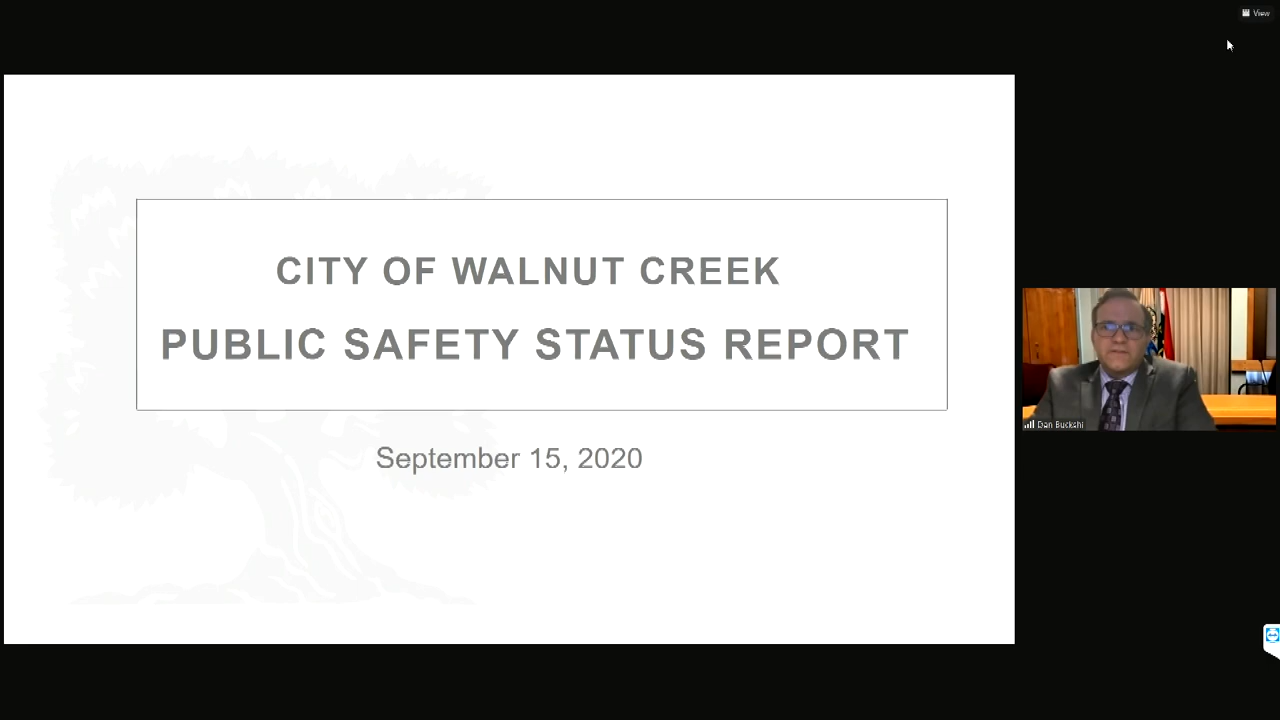 View
CITY OF WALNUT CREEK
PUBLIC SAFETY STATUS REPORT
September 15, 2020
Dan Buckshi